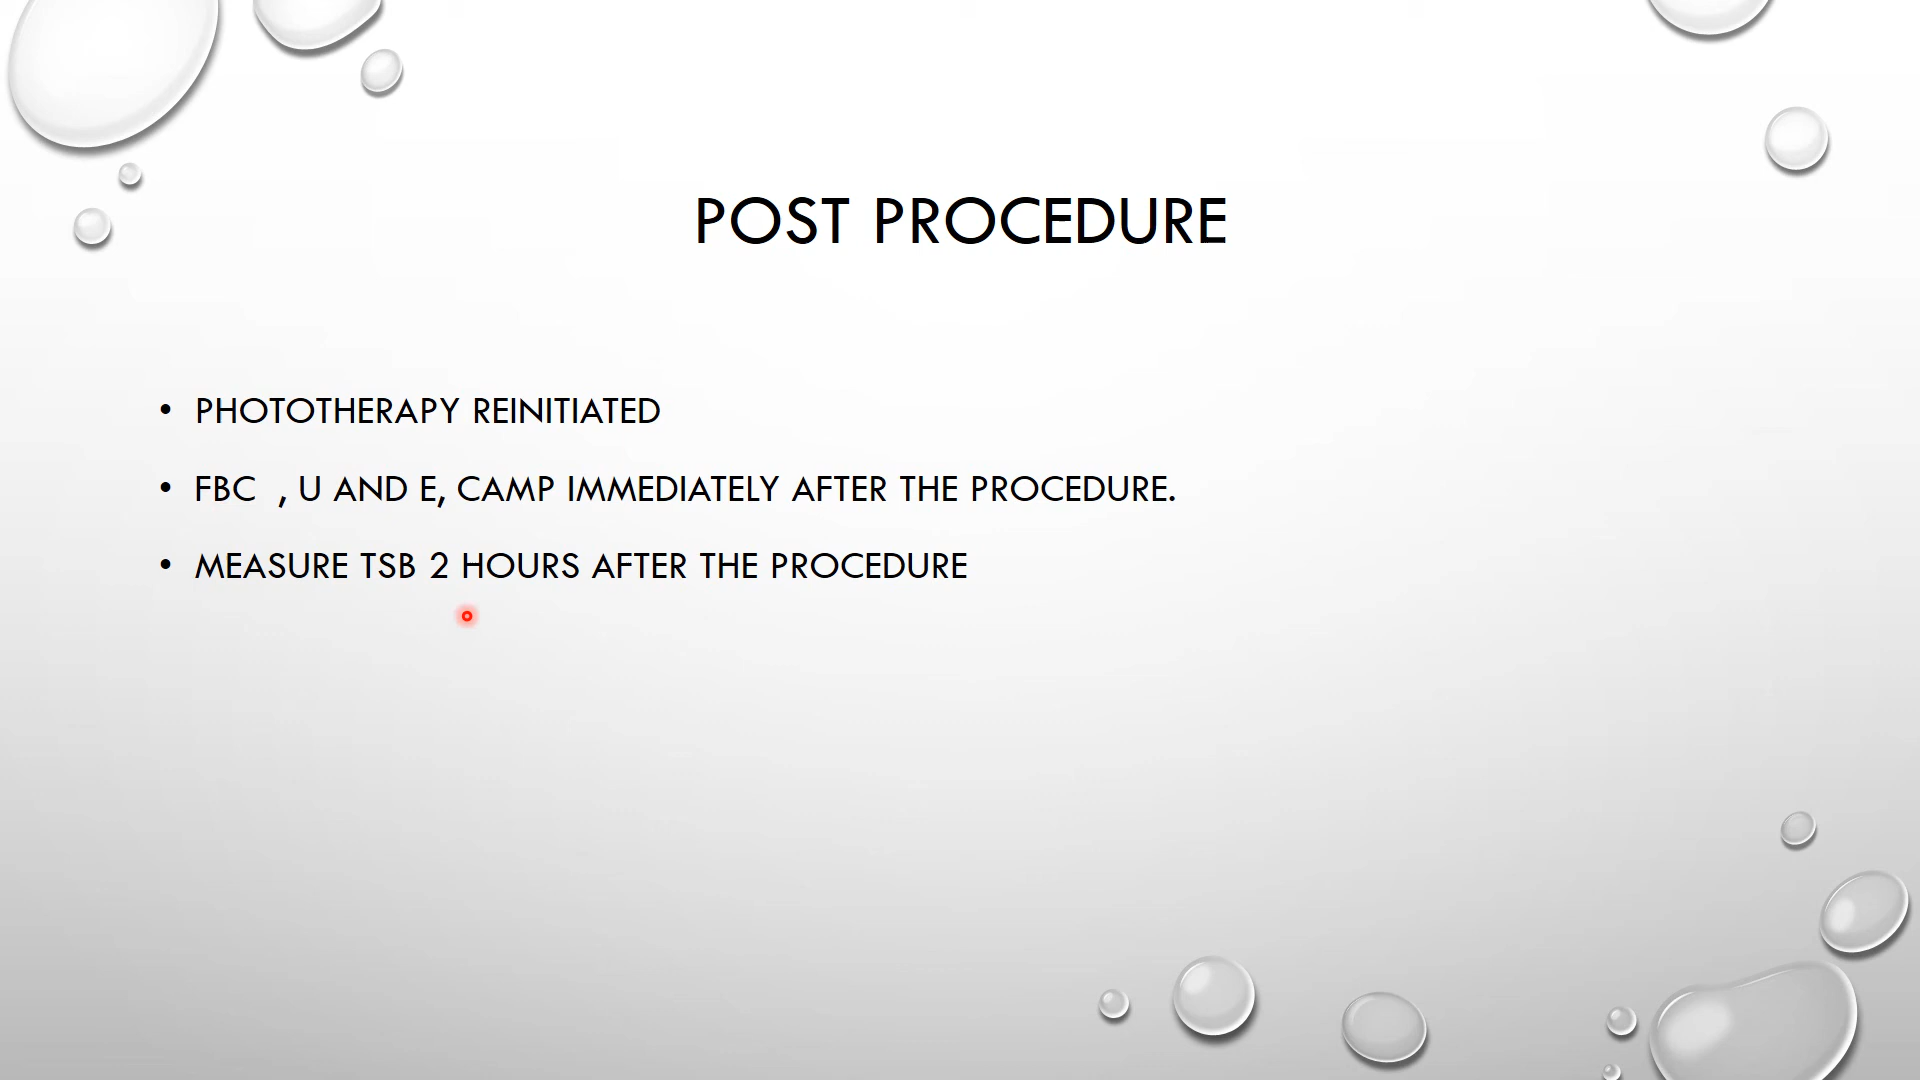 POST PROCEDURE
• PHOTOTHERAPY REINITIATED
• FBC , U AND E, CAMP IMMEDIATELY AFTER THE PROCEDURE.
• MEASURE TSB 2 HOURS AFTER THE PROCEDURE